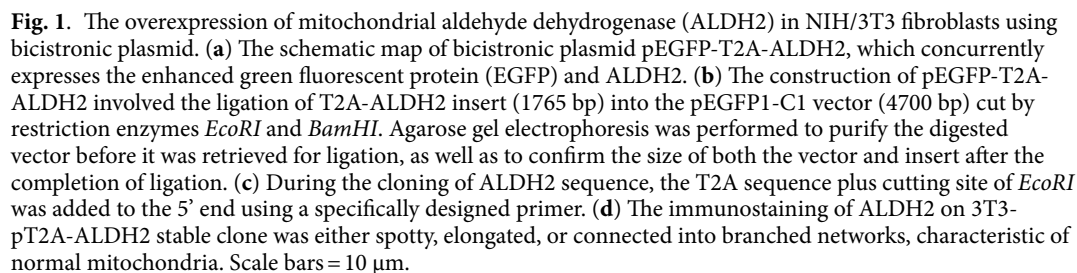 Fig. 1. The overexpression of mitochondrial aldehyde dehydrogenase (ALDH2) in NIH/3T3 fibroblasts using
bicistronic plasmid. (a) The schematic map of bicistronic plasmid pEGFP-T2A-ALDH2, which concurrently
expresses the enhanced green fluorescent protein (EGFP) and ALDH2. (b) The construction of pEGFP-T2A-
ALDH2 involved the ligation of T2A-ALDH2 insert (1765 bp) into the pEGFP1-C1 vector (4700 bp) cut by
restriction enzymes EcoRI and BamHI. Agarose gel electrophoresis was performed to purify the digested
vector before it was retrieved for ligation, as well as to confirm the size of both the vector and insert after the
completion of ligation. (c) During the cloning of ALDH2 sequence, the T2A sequence plus cutting site of EcoRI
was added to the 5’ end using a specifically designed primer. (d) The immunostaining of ALDH2 on 3T3-
pT2A-ALDH2 stable clone was either spotty, elongated, or connected into branched networks, characteristic of
normal mitochondria. Scale bars = 10 μm.